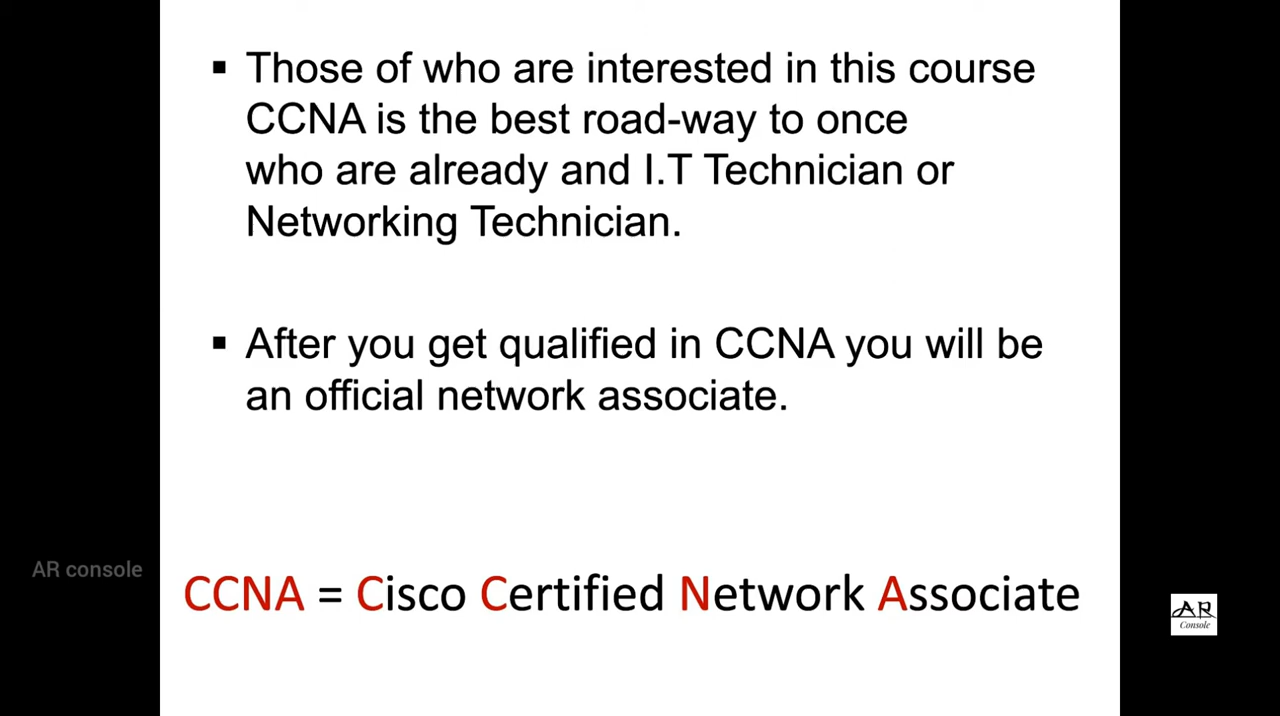 ▪ Those of who are interested in this course
CCNA is the best road-way to once
who are already and I.T Technician or
Networking Technician.
▪ After you get qualified in CCNA you will be
an official network associate.
AR console
CCNA = Cisco Certified Network Associate
AR
Console